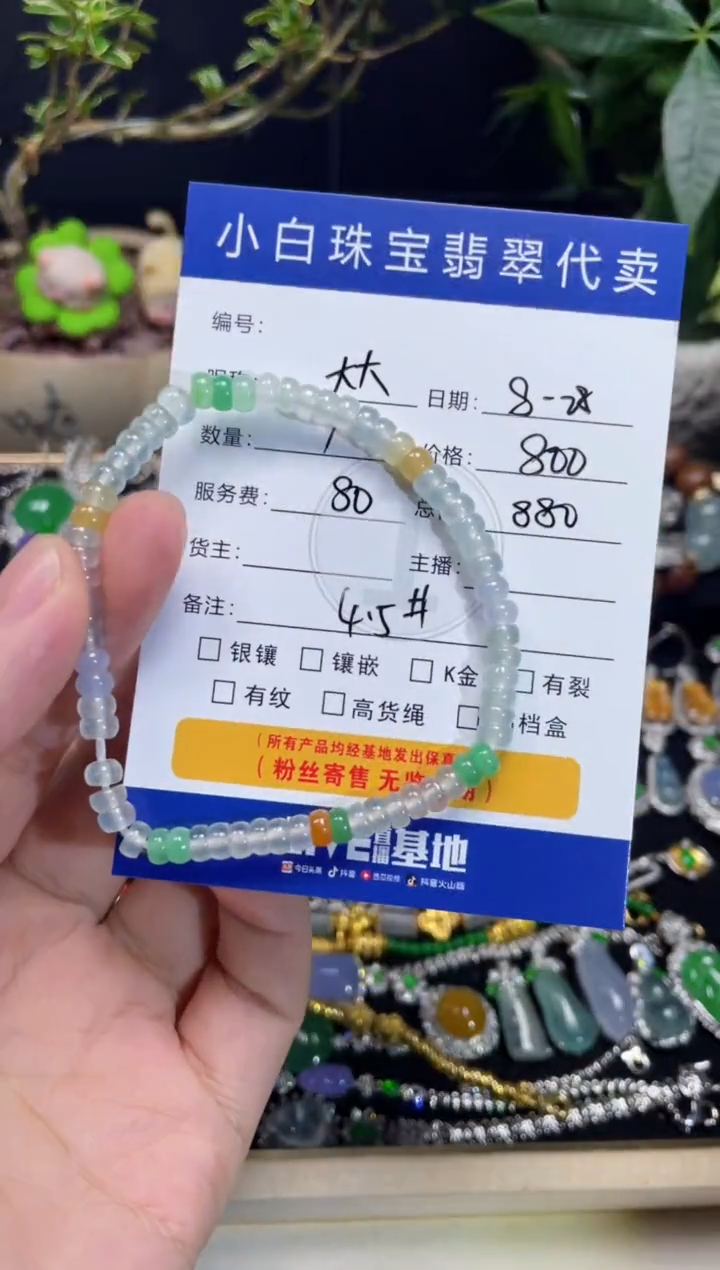 小白珠宝翡翠代卖
编号:
日期: 8-28
数量: 1 价格: 800
服务费: 80 总 880
货主: 主播:
备注: 4.5#
银镶 镶嵌 K金 有裂
有纹 高货绳 档盒
(所有产品均经基地发出保真
(粉丝寄售 无
直播基地
今日头条 抖音 西瓜视频 抖音火山版